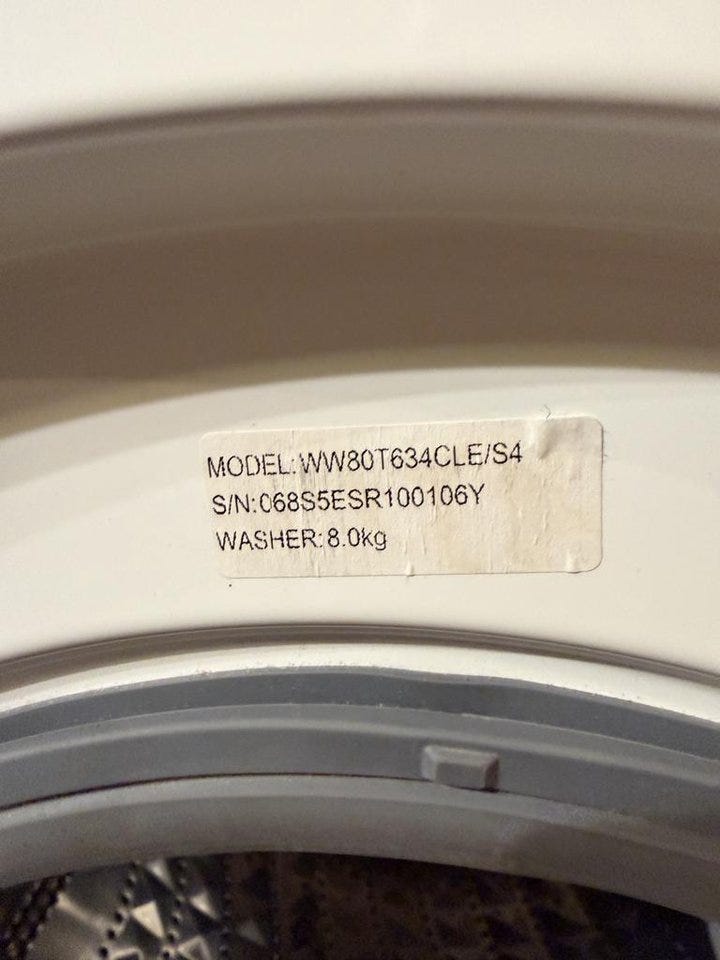 MODEL:WW80T634CLE/S4
S/N:068S5ESR100106Y
WASHER:8.0kg